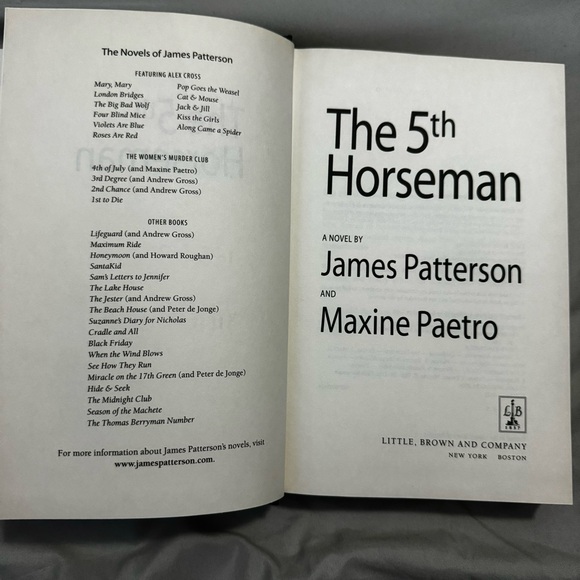 The Novels of James Patterson
FEATURING ALEX CROSS
Mary, Mary
London Bridges
The Big Bad Wolf
Four Blind Mice
Violets Are Blue
Roses Are Red
Pop Goes the Weasel
Cat & Mouse
Jack & Jill
Kiss the Girls
Along Came a Spider
THE WOMEN'S MURDER CLUB
4th of July (and Maxine Paetro)
3rd Degree (and Andrew Gross)
2nd Chance (and Andrew Gross)
1st to Die
OTHER BOOKS
Lifeguard (and Andrew Gross)
Maximum Ride
Honeymoon (and Howard Roughan)
SantaKid
Sam's Letters to Jennifer
The Lake House
The Jester (and Andrew Gross)
The Beach House (and Peter de Jonge)
Suzanne's Diary for Nicholas
Cradle and All
Black Friday
When the Wind Blows
See How They Run
Miracle on the 17th Green (and Peter de Jonge)
Hide & Seek
The Midnight Club
Season of the Machete
The Thomas Berryman Number
For more information about James Patterson's novels, visit
www.jamespatterson.com.
The 5th
Horseman
A NOVEL BY
James Patterson
AND
Maxine Paetro
L B
1837
LITTLE, BROWN AND COMPANY
NEW YORK BOSTON